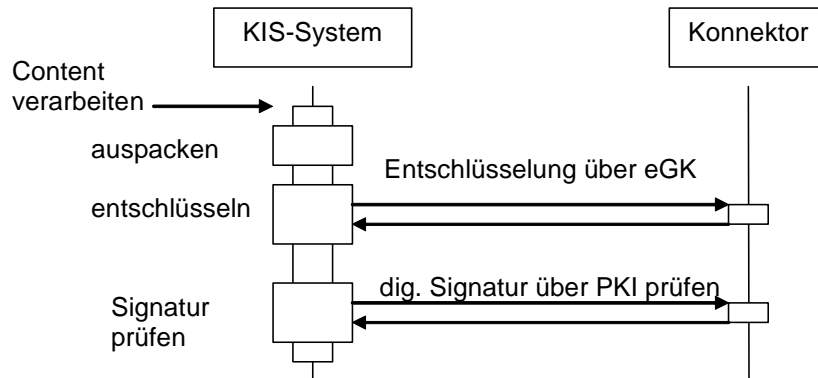 KIS-System
Konnektor
Content
verarbeiten
auspacken
Entschlüsselung über eGK
entschlüsseln
dig. Signatur über PKI prüfen
Signatur
prüfen